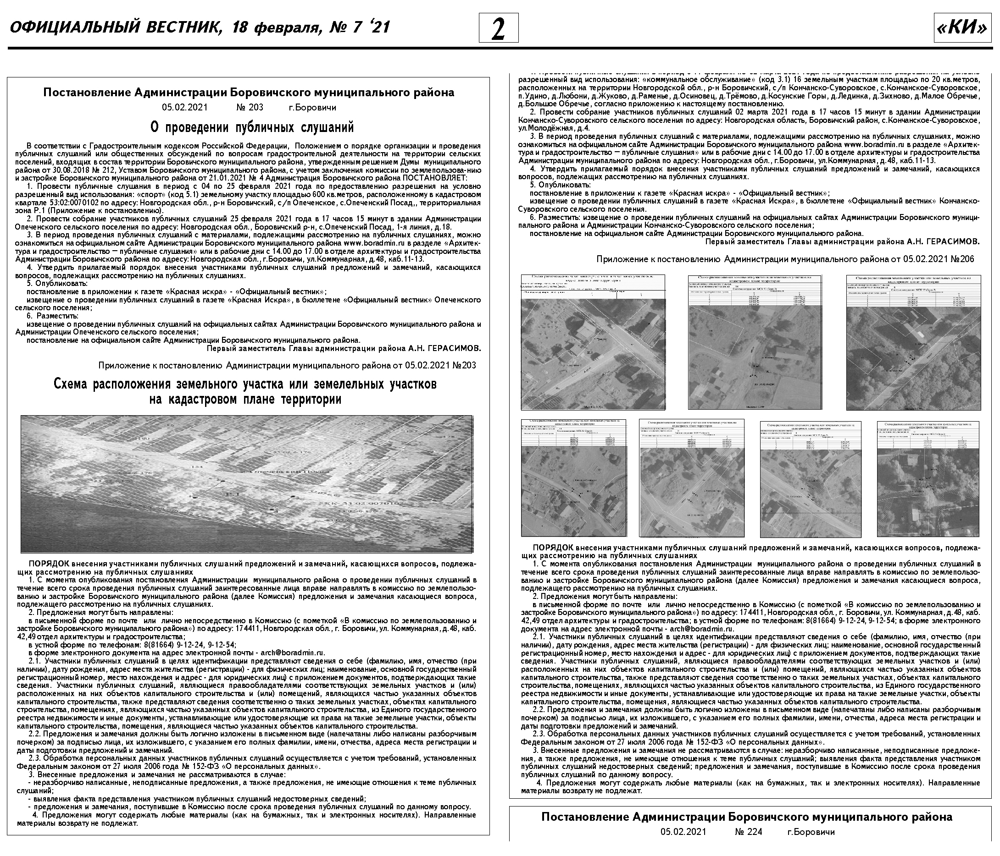 ОФИЦИАЛЬНЫЙ ВЕСТНИК, 18 февраля, № 7 ‘21
2
«КИ»
Постановление Администрации Боровичского муниципального района
05.02.2021 № 203 г.Боровичи
О проведении публичных слушаний
В соответствии с Градостроительным кодексом Российской Федерации, Положением о порядке организации и проведения
публичных слушаний или общественных обсуждений по вопросам градостроительной деятельности на территории сельских
поселений, входящих в состав территории Боровичского муниципального района, утвержденным решением Думы муниципального
района от 30.08.2018 № 212, Уставом Боровичского муниципального района, с учетом заключения комиссии по землепользова-нию
и застройке Боровичского муниципального района от 21.01.2021 № 4 Администрация Боровичского района ПОСТАНОВЛЯЕТ:
1. Провести публичные слушания в период с 04 по 25 февраля 2021 года по предоставлению разрешения на условно
разрешенный вид использования: «спорт» (код 5.1) земельному участку площадью 600 кв.метров, расположенному в кадастровом
квартале 53:02:0070102 по адресу: Новгородская обл., р-н Боровичский, с/п Опеченское, с.Опеченский Посад,, территориальная
зона Р.1 (Приложение к постановлению).
2. Провести собрание участников публичных слушаний 25 февраля 2021 года в 17 часов 15 минут в здании Администрации
Опеченского сельского поселения по адресу: Новгородская обл., Боровичский р-н, с.Опеченский Посад, 1-я линия, д.18.
3. В период проведения публичных слушаний с материалами, подлежащими рассмотрению на публичных слушаниях, можно
ознакомиться на официальном сайте Администрации Боровичского муниципального района www.boradmin.ru в разделе «Архитек-
тура и градостроительство — публичные слушания» или в рабочие дни с 14.00 до 17.00 в отделе архитектуры и градостроительства
Администрации Боровичского района по адресу: Новгородская обл., г.Боровичи, ул.Коммунарная, д.48, каб.11-13.
4. Утвердить прилагаемый порядок внесения участниками публичных слушаний предложений и замечаний, касающихся
вопросов, подлежащих рассмотрению на публичных слушаниях.
5. Опубликовать:
постановление в приложении к газете «Красная искра» - «Официальный вестник»;
извещение о проведении публичных слушаний в газете «Красная Искра», в бюллетене «Официальный вестник» Опеченского
сельского поселения;
6. Разместить:
извещение о проведении публичных слушаний на официальных сайтах Администрации Боровичского муниципального района и
Администрации Опеченского сельского поселения;
постановление на официальном сайте Администрации Боровичского муниципального района.
Первый заместитель Главы администрации района А.Н. ГЕРАСИМОВ.
Приложение к постановлению Администрации муниципального района от 05.02.2021 №203
Схема расположения земельного участка или земелельных участков
на кадастровом плане территории
ПОРЯДОК внесения участниками публичных слушаний предложений и замечаний, касающихся вопросов, подлежа-
щих рассмотрению на публичных слушаниях
1. С момента опубликования постановления Администрации муниципального района о проведении публичных слушаний в
течение всего срока проведения публичных слушаний заинтересованные лица вправе направлять в комиссию по землепользо-
ванию и застройке Боровичского муниципального района (далее Комиссия) предложения и замечания касающиеся вопроса,
подлежащего рассмотрению на публичных слушаниях.
2. Предложения могут быть направлены:
в письменной форме по почте или лично непосредственно в Комиссию (с пометкой «В комиссию по землепользованию и
застройке Боровичского муниципального района») по адресу: 174411, Новгородская обл., г. Боровичи, ул. Коммунарная, д.48, каб.
42,49 отдел архитектуры и градостроительства;
в устной форме по телефонам: 8(81664) 9-12-24, 9-12-54;
в форме электронного документа на адрес электронной почты - arch@boradmin.ru.
2.1. Участники публичных слушаний в целях идентификации представляют сведения о себе (фамилию, имя, отчество (при
наличии), дату рождения, адрес места жительства (регистрации) - для физических лиц; наименование, основной государственный
регистрационный номер, место нахождения и адрес - для юридических лиц) с приложением документов, подтверждающих такие
сведения. Участники публичных слушаний, являющиеся правообладателями соответствующих земельных участков и (или)
расположенных на них объектов капитального строительства и (или) помещений, являющихся частью указанных объектов
капитального строительства, также представляют сведения соответственно о таких земельных участках, объектах капитального
строительства, помещениях, являющихся частью указанных объектов капитального строительства, из Единого государственного
реестра недвижимости и иные документы, устанавливающие или удостоверяющие их права на такие земельные участки, объекты
капитального строительства, помещения, являющиеся частью указанных объектов капитального строительства.
2.2. Предложения и замечания должны быть логично изложены в письменном виде (напечатаны либо написаны разборчивым
почерком) за подписью лица, их изложившего, с указанием его полных фамилии, имени, отчества, адреса места регистрации и
даты подготовки предложений и замечаний.
2.3. Обработка персональных данных участников публичных слушаний осуществляется с учетом требований, установленных
Федеральным законом от 27 июля 2006 года № 152-ФЗ «О персональных данных».
3. Внесенные предложения и замечания не рассматриваются в случае:
- неразборчиво написанные, неподписанные предложения, а также предложения, не имеющие отношения к теме публичных
слушаний;
- выявления факта представления участником публичных слушаний недостоверных сведений;
- предложения и замечания, поступившие в Комиссию после срока проведения публичных слушаний по данному вопросу.
4. Предложения могут содержать любые материалы (как на бумажных, так и электронных носителях). Направленные
материалы возврату не подлежат.
разрешенный вид использования: «коммунальное обслуживание» (код 3.1) 16 земельным участкам площадью по 20 кв.метров,
расположенных на территории Новгородской обл., р-н Боровичский, с/п Кончанско-Суворовское, с.Кончанское-Суворовское,
п.Удино, д.Любони, д.Жуково, д.Раменье, д.Осиновец, д.Трёмово, д.Косунские Горы, д.Лединка, д.Зихново, д.Малое Обречье,
д.Большое Обречье, согласно приложению к настоящему постановлению.
2. Провести собрание участников публичных слушаний 02 марта 2021 года в 17 часов 15 минут в здании Администрации
Кончанско-Суворовского сельского поселения по адресу: Новгородская область, Боровичский район, с.Кончанское-Суворовское,
ул.Молодёжная, д.4.
3. В период проведения публичных слушаний с материалами, подлежащими рассмотрению на публичных слушаниях, можно
ознакомиться на официальном сайте Администрации Боровичского муниципального района www.boradmin.ru в разделе «Архитек-
тура и градостроительство — публичные слушания» или в рабочие дни с 14.00 до 17.00 в отделе архитектуры и градостроительства
Администрации муниципального района по адресу: Новгородская обл., г.Боровичи, ул.Коммунарная, д.48, каб.11-13.
4. Утвердить прилагаемый порядок внесения участниками публичных слушаний предложений и замечаний, касающихся
вопросов, подлежащих рассмотрению на публичных слушаниях.
5. Опубликовать:
постановление в приложении к газете «Красная искра» - «Официальный вестник»;
извещение о проведении публичных слушаний в газете «Красная Искра», в бюллетене «Официальный вестник» Кончанско-
Суворовского сельского поселения.
6. Разместить: извещение о проведении публичных слушаний на официальных сайтах Администрации Боровичского муници-
пального района и Администрации Кончанско-Суворовского сельского поселения;
постановление на официальном сайте Администрации Боровичского муниципального района.
Первый заместитель Главы администрации района А.Н. ГЕРАСИМОВ.
Приложение к постановлению Администрации муниципального района от 05.02.2021 №206
ПОРЯДОК внесения участниками публичных слушаний предложений и замечаний, касающихся вопросов, подлежа-
щих рассмотрению на публичных слушаниях
1. С момента опубликования постановления Администрации муниципального района о проведении публичных слушаний в
течение всего срока проведения публичных слушаний заинтересованные лица вправе направлять в комиссию по землепользо-
ванию и застройке Боровичского муниципального района (далее Комиссия) предложения и замечания касающиеся вопроса,
подлежащего рассмотрению на публичных слушаниях.
2. Предложения могут быть направлены:
в письменной форме по почте или лично непосредственно в Комиссию (с пометкой «В комиссию по землепользованию и
застройке Боровичского муниципального района») по адресу: 174411, Новгородская обл., г. Боровичи, ул. Коммунарная, д.48, каб.
42,49 отдел архитектуры и градостроительства; в устной форме по телефонам: 8(81664) 9-12-24, 9-12-54; в форме электронного
документа на адрес электронной почты - arch@boradmin.ru.
2.1. Участники публичных слушаний в целях идентификации представляют сведения о себе (фамилию, имя, отчество (при
наличии), дату рождения, адрес места жительства (регистрации) - для физических лиц; наименование, основной государственный
регистрационный номер, место нахождения и адрес - для юридических лиц) с приложением документов, подтверждающих такие
сведения. Участники публичных слушаний, являющиеся правообладателями соответствующих земельных участков и (или)
расположенных на них объектов капитального строительства и (или) помещений, являющихся частью указанных объектов
капитального строительства, также представляют сведения соответственно о таких земельных участках, объектах капитального
строительства, помещениях, являющихся частью указанных объектов капитального строительства, из Единого государственного
реестра недвижимости и иные документы, устанавливающие или удостоверяющие их права на такие земельные участки, объекты
капитального строительства, помещения, являющиеся частью указанных объектов капитального строительства.
2.2. Предложения и замечания должны быть логично изложены в письменном виде (напечатаны либо написаны разборчивым
почерком) за подписью лица, их изложившего, с указанием его полных фамилии, имени, отчества, адреса места регистрации и
даты подготовки предложений и замечаний.
2.3. Обработка персональных данных участников публичных слушаний осуществляется с учетом требований, установленных
Федеральным законом от 27 июля 2006 года № 152-ФЗ «О персональных данных».
3. Внесенные предложения и замечания не рассматриваются в случае: неразборчиво написанные, неподписанные предложе-
ния, а также предложения, не имеющие отношения к теме публичных слушаний; выявления факта представления участником
публичных слушаний недостоверных сведений; предложения и замечания, поступившие в Комиссию после срока проведения
публичных слушаний по данному вопросу.
4. Предложения могут содержать любые материалы (как на бумажных, так и электронных носителях). Направленные
материалы возврату не подлежат.
Постановление Администрации Боровичского муниципального района
05.02.2021 № 224 г.Боровичи